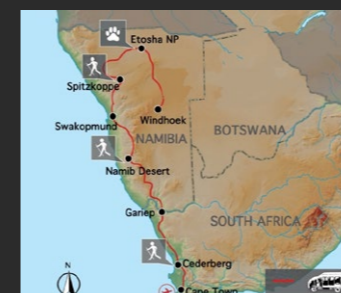 Etosha NP
Spitzkoppe
Windhoek
Swakopmund
NAMIBIA
BOTSWANA
Namib Desert
Gariep
SOUTH AFRICA
Cederberg
N
Cape Town